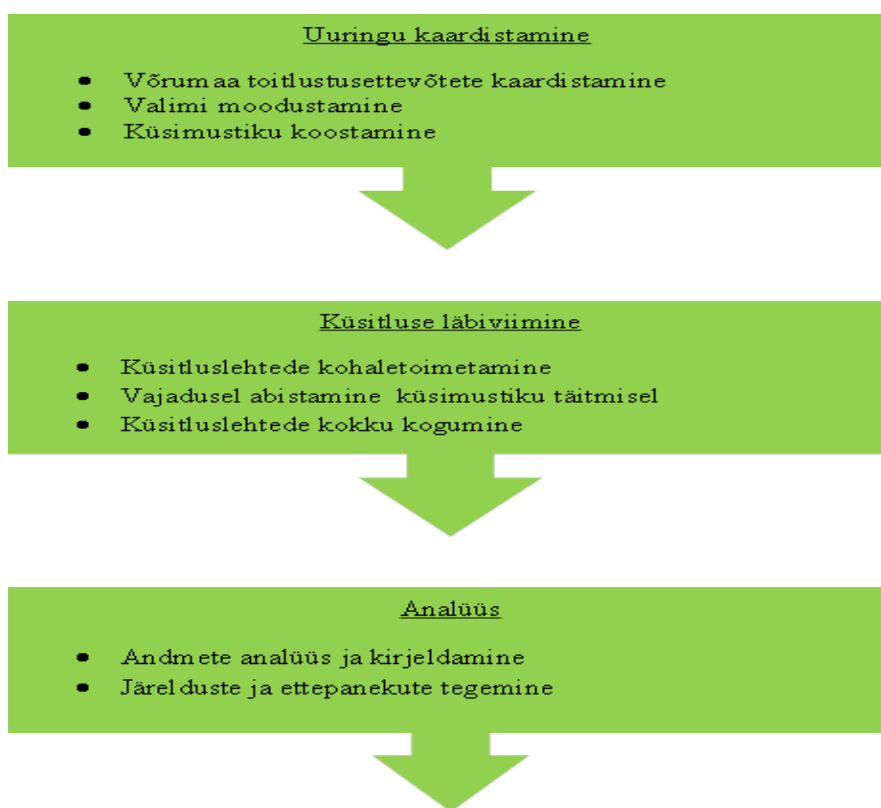 Uuringu kaardistamine
• Võrumaa toitlustusettevõtete kaardistamine
• Valimi moodustamine
• Küsimustiku koostamine
Küsitluse läbiviimine
• Küsitluslehtede kohaletoimetamine
• Vajadusel abistamine küsimustiku täitmisel
• Küsitluslehtede kokku kogumine
Analüüs
• Andmete analüüs ja kirjeldamine
• Järelduste ja ettepanekute tegemine